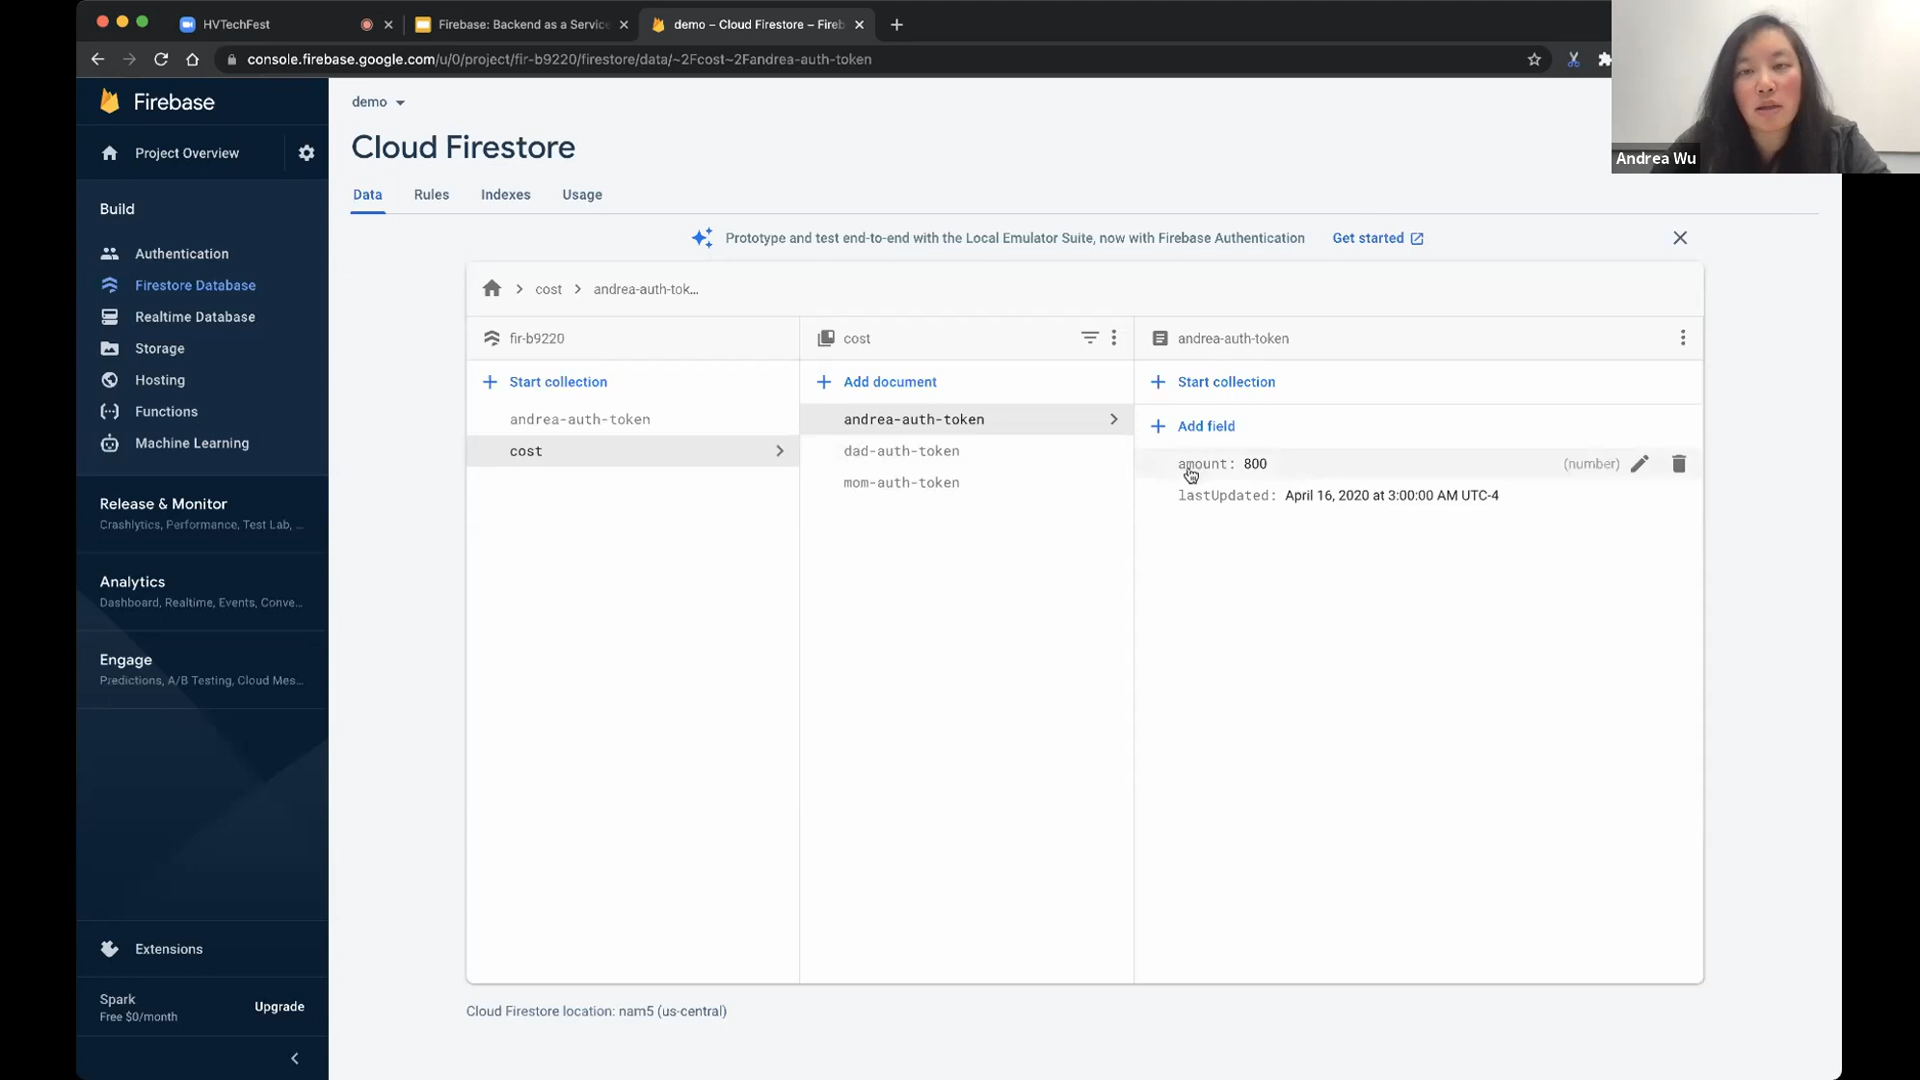 HVTechFest
Firebase: Backend as a Service
demo – Cloud Firestore – Fireb
console.firebase.google.com/u/0/project/fir-b9220/firestore/data/~2Fcost~2Fandrea-auth-token
Andrea Wu
Firebase
Project Overview
Build
Authentication
Firestore Database
Realtime Database
Storage
Hosting
Functions
Machine Learning
Release & Monitor
Crashlytics, Performance, Test Lab, ...
Analytics
Dashboard, Realtime, Events, Conve...
Engage
Predictions, A/B Testing, Cloud Mes...
Extensions
Spark
Free $0/month
Upgrade
demo
Cloud Firestore
Data Rules Indexes Usage
Prototype and test end-to-end with the Local Emulator Suite, now with Firebase Authentication Get started
cost andrea-auth-tok...
fir-b9220
Start collection
andrea-auth-token
cost
cost
Add document
andrea-auth-token
dad-auth-token
mom-auth-token
andrea-auth-token
Start collection
Add field
amount: 800 (number)
lastUpdated: April 16, 2020 at 3:00:00 AM UTC-4
Cloud Firestore location: nam5 (us-central)